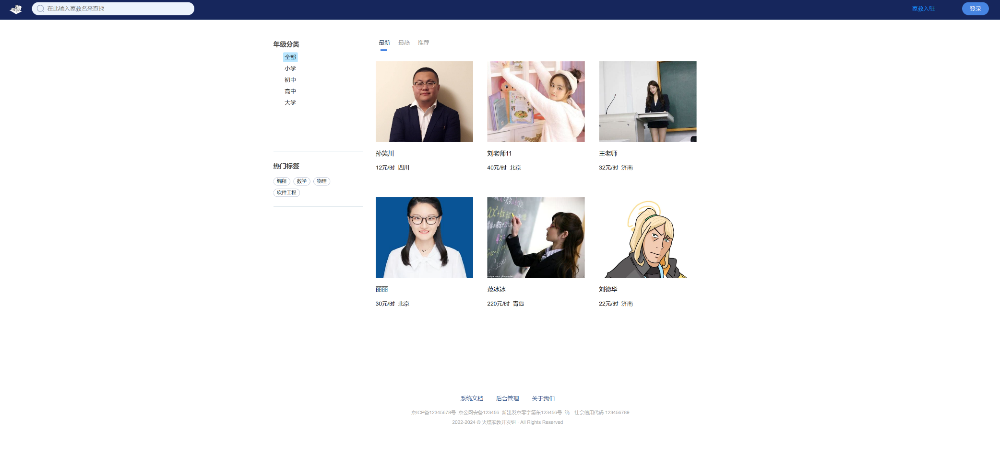 在此输入家教名来查找
家教入驻
登录
年级分类
全部
小学
初中
高中
大学
热门标签
编程 数学 物理
软件工程
最新 最热 推荐
孙笑川
12元/时 四川
刘老师11
40元/时 北京
王老师
32元/时 济南
丽丽
30元/时 北京
范冰冰
220元/时 青岛
刘德华
22元/时 济南
系统文档 后台管理 关于我们
京ICP备12345678号 京公网安备123456 新出发京零字第东123456号 统一社会信用代码 123456789
2022-2024 © 火蝶家教开发组 · All Rights Reserved